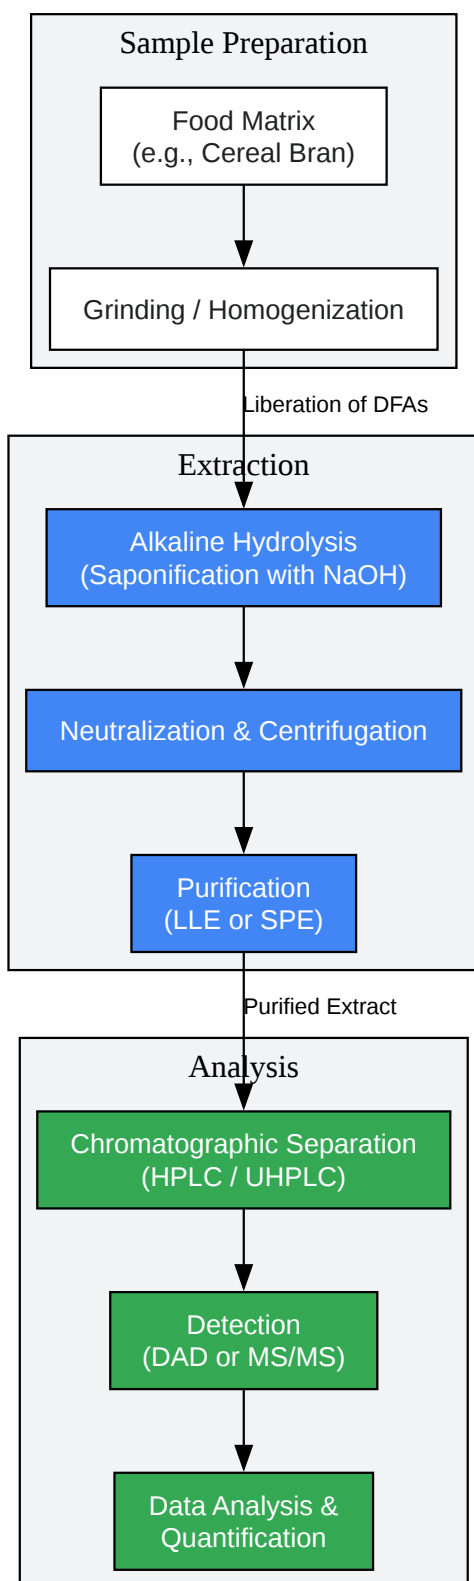 Sample Preparation
Food Matrix
(e.g., Cereal Bran)
Grinding / Homogenization
Liberation of DFAs
Extraction
Alkaline Hydrolysis
(Saponification with NaOH)
Neutralization & Centrifugation
Purification
(LLE or SPE)
Purified Extract
Analysis
Chromatographic Separation
(HPLC / UHPLC)
Detection
(DAD or MS/MS)
Data Analysis &
Quantification